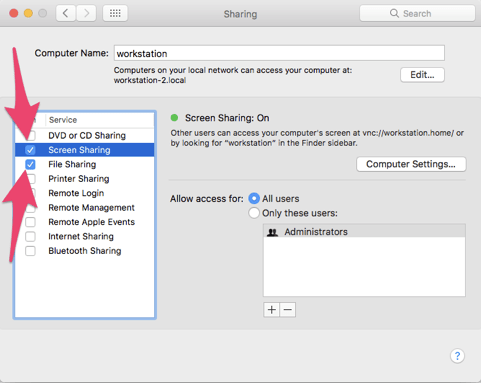 Sharing
Search
Computer Name: workstation
Computers on your local network can access your computer at:
workstation-2.local
Edit...
Service
DVD or CD Sharing
Screen Sharing
File Sharing
Printer Sharing
Remote Login
Remote Management
Remote Apple Events
Internet Sharing
Bluetooth Sharing
Screen Sharing: On
Other users can access your computer's screen at vnc://workstation.home/ or
by looking for “workstation” in the Finder sidebar.
Computer Settings...
Allow access for: All users
Only these users:
Administrators
+ −
?